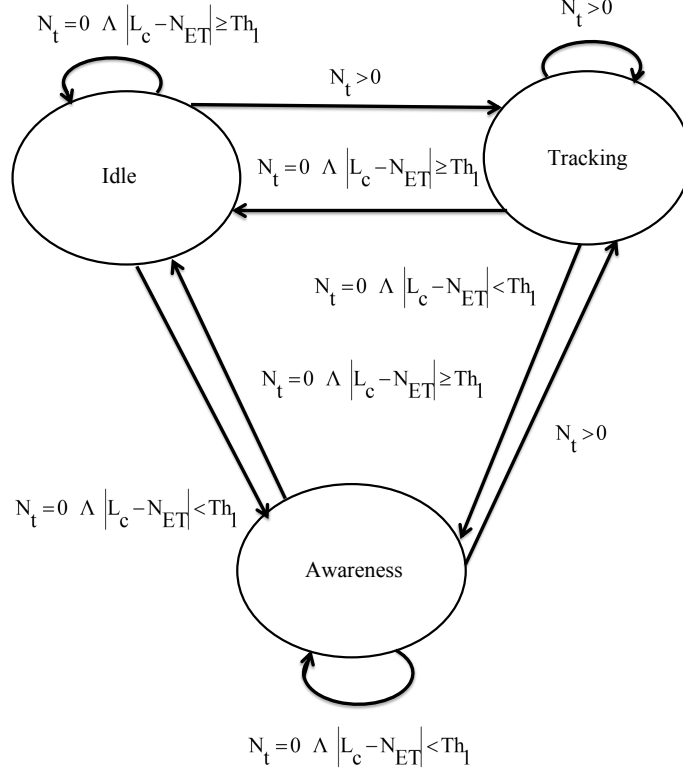 N_t=0 Λ |L_c−N_ET|≥Th_l
N_t>0
N_t>0
Idle
Tracking
N_t=0 Λ |L_c−N_ET|≥Th_l
N_t=0 Λ |L_c−N_ET|<Th_l
N_t=0 Λ |L_c−N_ET|≥Th_l
N_t>0
N_t=0 Λ |L_c−N_ET|<Th_l
Awareness
N_t=0 Λ |L_c−N_ET|<Th_l